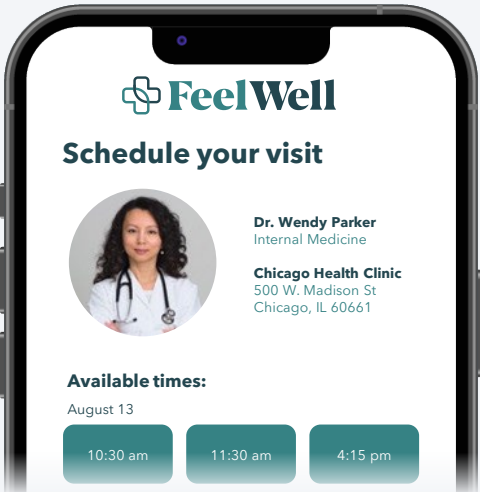 FeelWell
Schedule your visit
Dr. Wendy Parker
Internal Medicine
Chicago Health Clinic
500 W. Madison St
Chicago, IL 60661
Available times:
August 13
10:30 am
11:30 am
4:15 pm